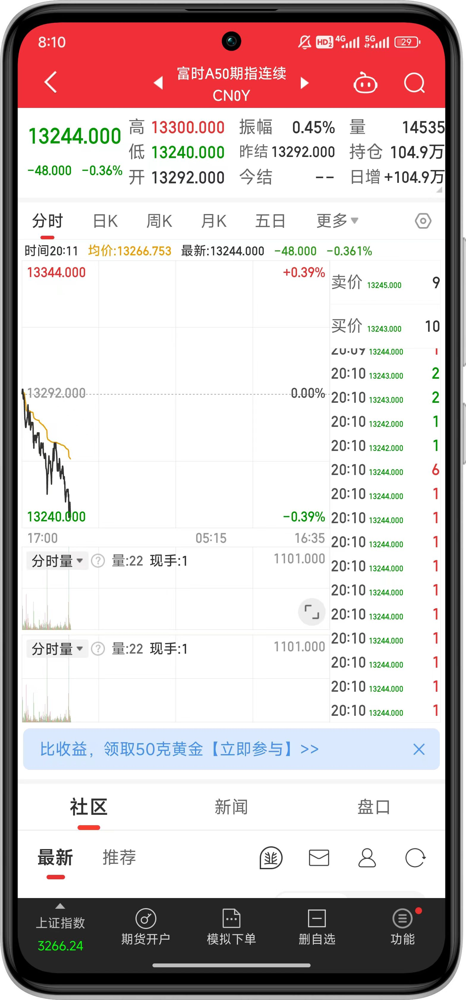 8:10
HD 1 2 4G 5G 29
富时A50期指连续
CN0Y
13244.000
-48.000 -0.36%
高 13300.000 振幅 0.45% 量 14535
低 13240.000 昨结 13292.000 持仓 104.9万
开 13292.000 今结 -- 日增 +104.9万
分时 日K 周K 月K 五日 更多
时间20:11 均价:13266.753 最新:13244.000 -48.000 -0.361%
13344.000 +0.39%
13292.000 0.00%
13240.000 -0.39%
17:00 05:15 16:35
分时量 ? 量:22 现手:1 1101.000
分时量 ? 量:22 现手:1 1101.000
卖价 13245.000 9
买价 13243.000 10
20:09 13244.000 1
20:10 13243.000 2
20:10 13243.000 2
20:10 13242.000 1
20:10 13242.000 1
20:10 13244.000 6
20:10 13244.000 1
20:10 13244.000 1
20:10 13244.000 1
20:10 13244.000 1
20:10 13244.000 1
20:10 13244.000 1
20:10 13244.000 1
20:10 13244.000 1
20:10 13244.000 1
20:10 13244.000 1
比收益，领取50克黄金【立即参与】>>
社区 新闻 盘口
最新 推荐
上证指数
3266.24
期货开户 模拟下单 删自选 功能